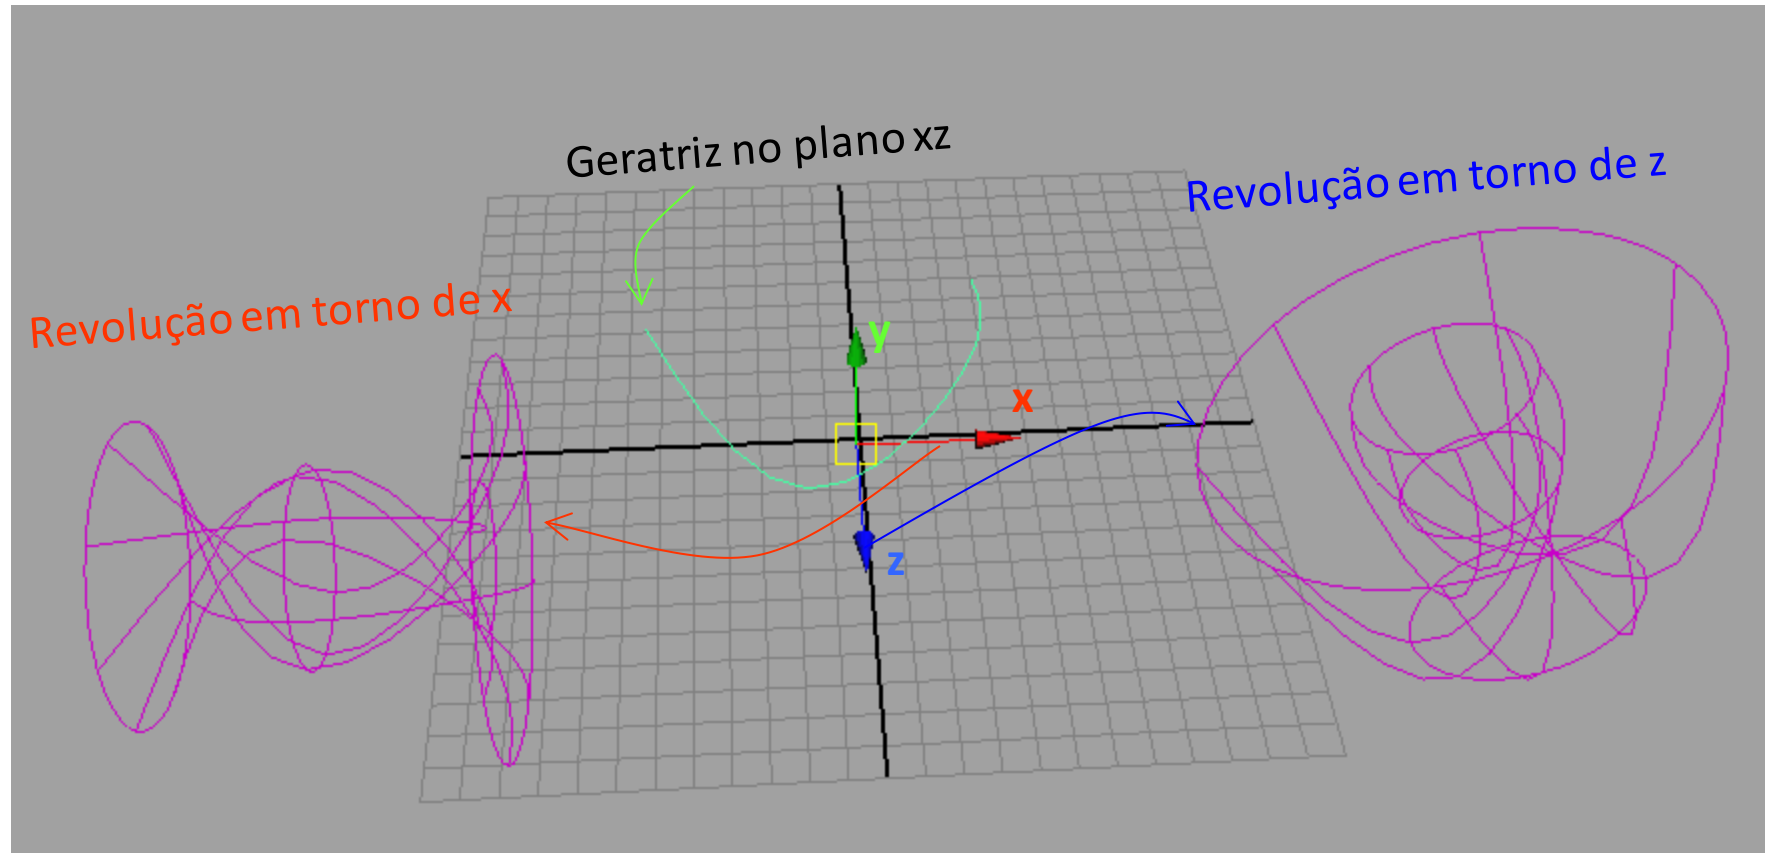 Geratriz no plano xz
Revolução em torno de z
Revolução em torno de x
y
x
z